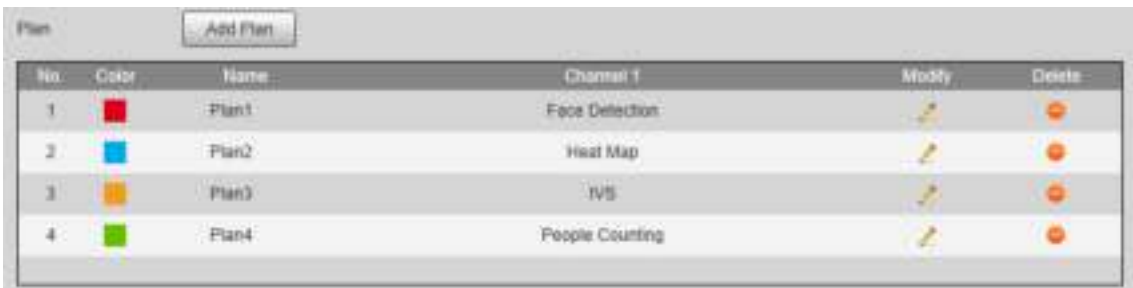 Plan Add Plan
No. Color Name Channel 1 Modify Delete
1 Plan1 Face Detection
2 Plan2 Heat Map
3 Plan3 IVS
4 Plan4 People Counting